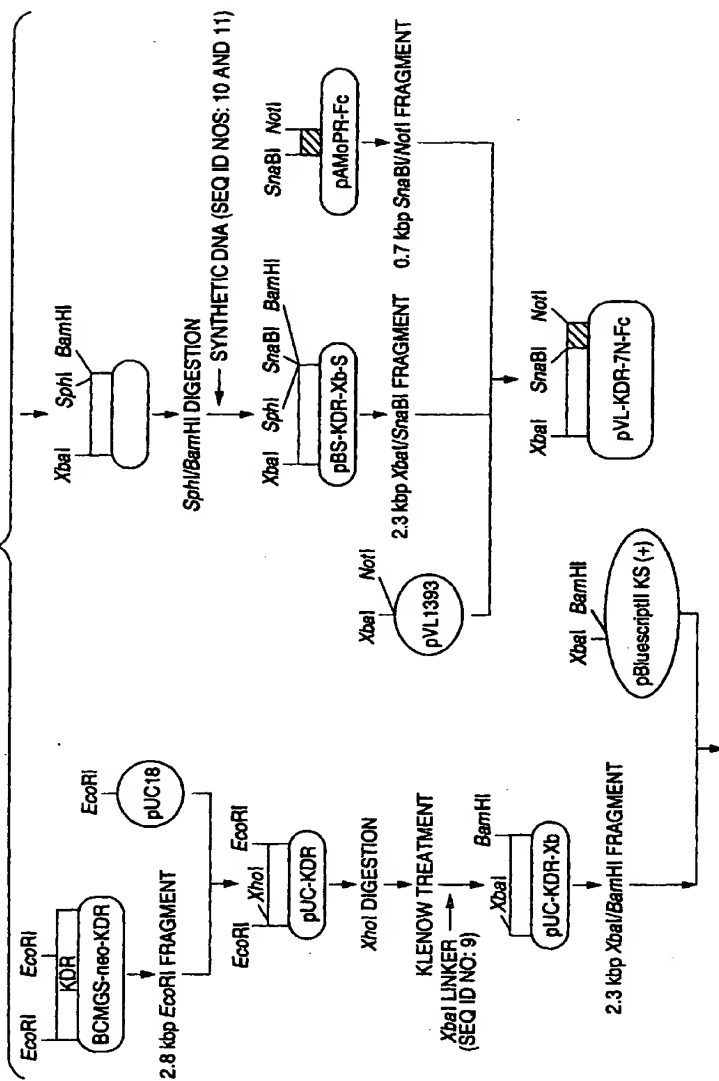 EcoRI
EcoRI
KDR
BCMGS-neo-KDR
2.8 kbp EcoRI FRAGMENT
EcoRI
pUC18
EcoRI
XhoI
EcoRI
pUC-KDR
XhoI DIGESTION
KLENOW TREATMENT
XbaI LINKER
(SEQ ID NO: 9)
XbaI
BamHI
pUC-KDR-Xb
2.3 kbp XbaI/BamHI FRAGMENT
XbaI BamHI
pBluescriptII KS (+)
XbaI
SphI
BamHI
SphI/BamHI DIGESTION
SYNTHETIC DNA (SEQ ID NOS: 10 AND 11)
XbaI
SphI
SnaBI
BamHI
pBS-KDR-Xb-S
2.3 kbp XbaI/SnaBI FRAGMENT
SnaBI NotI
pAMoPR-Fc
0.7 kbp SnaBI/NotI FRAGMENT
XbaI
NotI
pVL1393
XbaI
SnaBI
NotI
pVL-KDR-7N-Fc